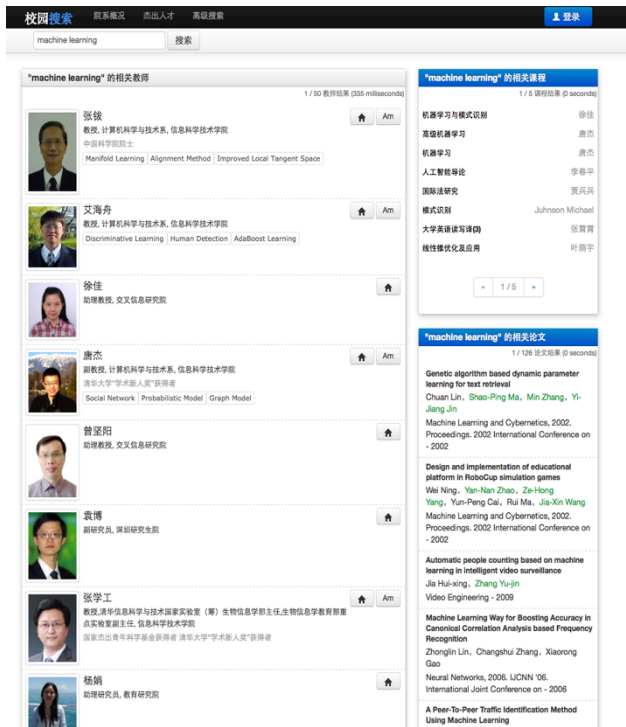 校园搜索 院系概况 杰出人才 高级搜索 登录
machine learning 搜索
"machine learning" 的相关教师
1 / 50 教师结果 (335 milliseconds)
张钹 Am
教授, 计算机科学与技术系, 信息科学技术学院
中国科学院院士
Manifold Learning Alignment Method Improved Local Tangent Space
艾海舟 Am
教授, 计算机科学与技术系, 信息科学技术学院
Discriminative Learning Human Detection AdaBoost Learning
徐佳
助理教授, 交叉信息研究院
唐杰 Am
副教授, 计算机科学与技术系, 信息科学技术学院
清华大学"学术新人奖"获得者
Social Network Probabilistic Model Graph Model
曾坚阳
助理教授, 交叉信息研究院
袁博
副研究员, 深圳研究生院
张学工 Am
教授,清华信息科学与技术国家实验室（筹）生物信息学部主任,生物信息学教育部重
点实验室副主任, 信息科学技术学院
国家杰出青年科学基金获得者 清华大学"学术新人奖"获得者
杨娟
助理研究员, 教育研究院
"machine learning" 的相关课程
1 / 5 课程结果 (0 seconds)
机器学习与模式识别 徐佳
高级机器学习 唐杰
机器学习 唐杰
人工智能导论 李春平
国际法研究 贾兵兵
模式识别 Juhnson Michael
大学英语读写译(3) 张菁菁
线性锥优化及应用 叶荫宇
« 1 / 5 »
"machine learning" 的相关论文
1 / 126 论文结果 (0 seconds)
Genetic algorithm based dynamic parameter
learning for text retrieval
Chuan Lin, Shao-Ping Ma, Min Zhang, Yi-
Jiang Jin
Machine Learning and Cybernetics, 2002.
Proceedings. 2002 International Conference on
- 2002
Design and implementation of educational
platform in RoboCup simulation games
Wei Ning, Yan-Nan Zhao, Ze-Hong
Yang, Yun-Peng Cai, Rui Ma, Jia-Xin Wang
Machine Learning and Cybernetics, 2002.
Proceedings. 2002 International Conference on
- 2002
Automatic people counting based on machine
learning in intelligent video surveillance
Jia Hui-xing, Zhang Yu-jin
Video Engineering - 2009
Machine Learning Way for Boosting Accuracy in
Canonical Correlation Analysis based Frequency
Recognition
Zhonglin Lin, Changshui Zhang, Xiaorong
Gao
Neural Networks, 2006. IJCNN '06.
International Joint Conference on - 2006
A Peer-To-Peer Traffic Identification Method
Using Machine Learning